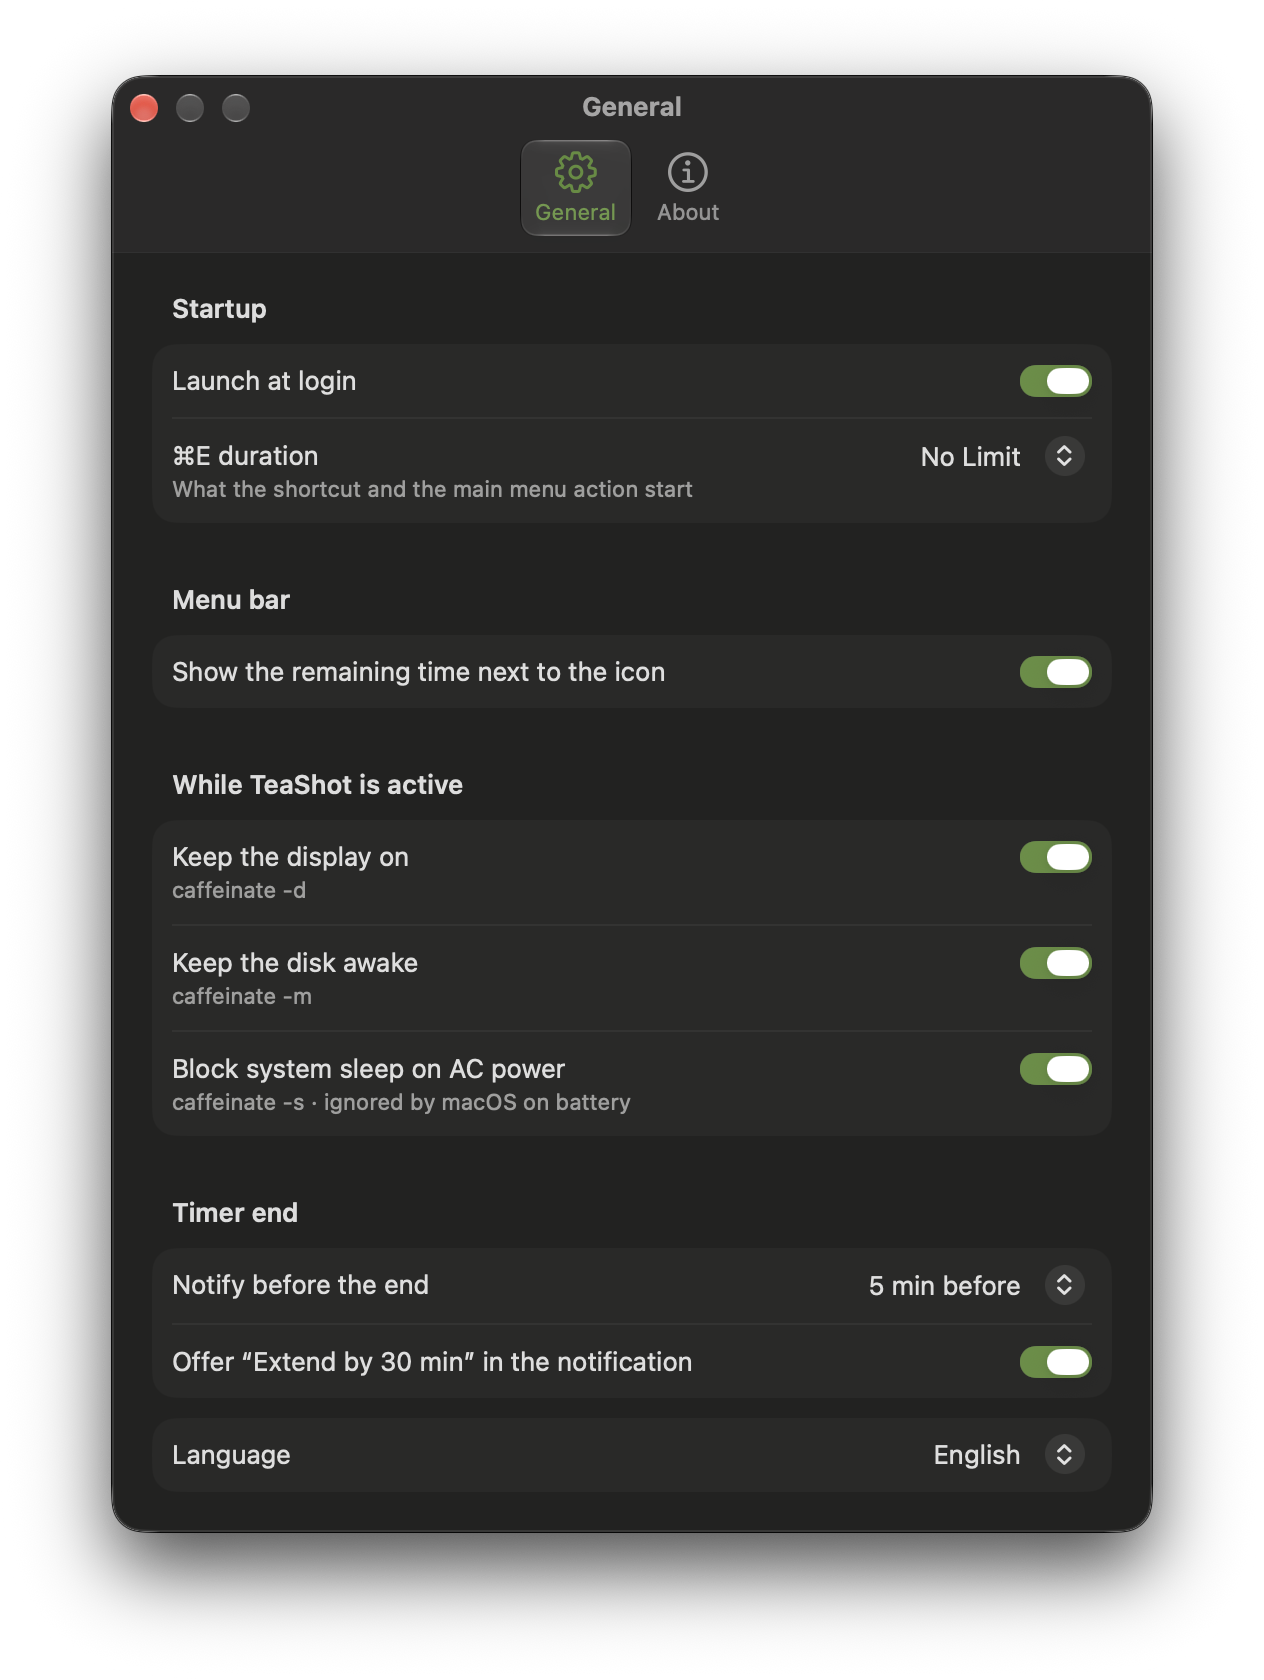 General
General
About
Startup
Launch at login
⌘E duration
No Limit
What the shortcut and the main menu action start
Menu bar
Show the remaining time next to the icon
While TeaShot is active
Keep the display on
caffeinate -d
Keep the disk awake
caffeinate -m
Block system sleep on AC power
caffeinate -s · ignored by macOS on battery
Timer end
Notify before the end
5 min before
Offer “Extend by 30 min” in the notification
Language
English